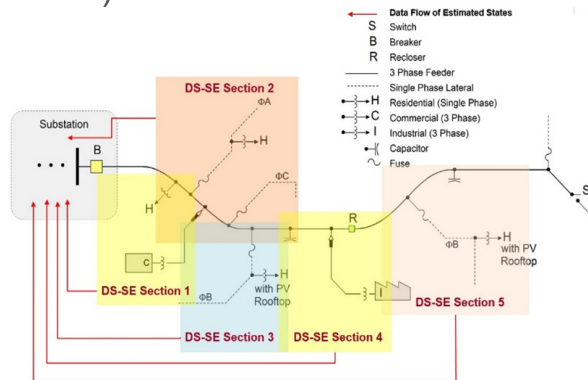 Data Flow of Estimated States
S Switch
B Breaker
R Recloser
3 Phase Feeder
Single Phase Lateral
H Residential (Single Phase)
C Commercial (3 Phase)
I Industrial (3 Phase)
Capacitor
Fuse
DS-SE Section 2
ΦA
Substation
H
B
ΦC
H
S
R
ΦB
H
with PV
Rooftop
C
H
with PV
Rooftop
DS-SE Section 1
ΦB
I
DS-SE Section 5
DS-SE Section 3
DS-SE Section 4